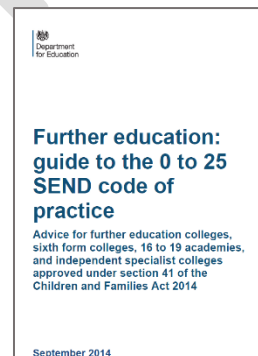 Department
for Education
Further education:
guide to the 0 to 25
SEND code of
practice
Advice for further education colleges,
sixth form colleges, 16 to 19 academies,
and independent specialist colleges
approved under section 41 of the
Children and Families Act 2014
September 2014